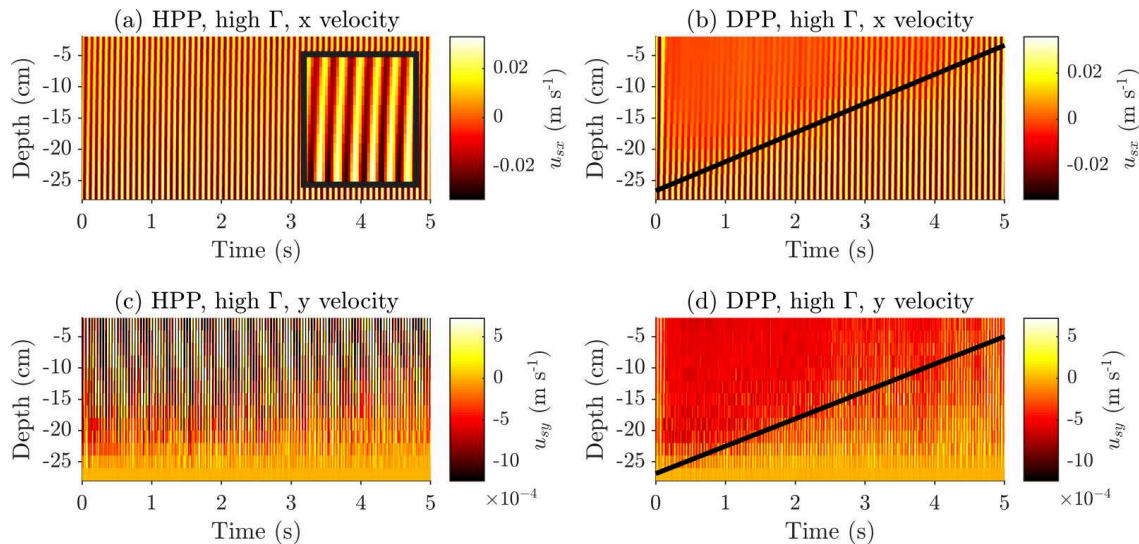 (a) HPP, high Γ, x velocity
-5
-10
-15
-20
-25
Depth (cm)
0 1 2 3 4 5
Time (s)
0.02
0
-0.02
u_sx (m s⁻¹)
(b) DPP, high Γ, x velocity
-5
-10
-15
-20
-25
Depth (cm)
0 1 2 3 4 5
Time (s)
0.02
0
-0.02
u_sx (m s⁻¹)
(c) HPP, high Γ, y velocity
-5
-10
-15
-20
-25
Depth (cm)
0 1 2 3 4 5
Time (s)
5
0
-5
-10
×10⁻⁴
u_sy (m s⁻¹)
(d) DPP, high Γ, y velocity
-5
-10
-15
-20
-25
Depth (cm)
0 1 2 3 4 5
Time (s)
5
0
-5
-10
×10⁻⁴
u_sy (m s⁻¹)